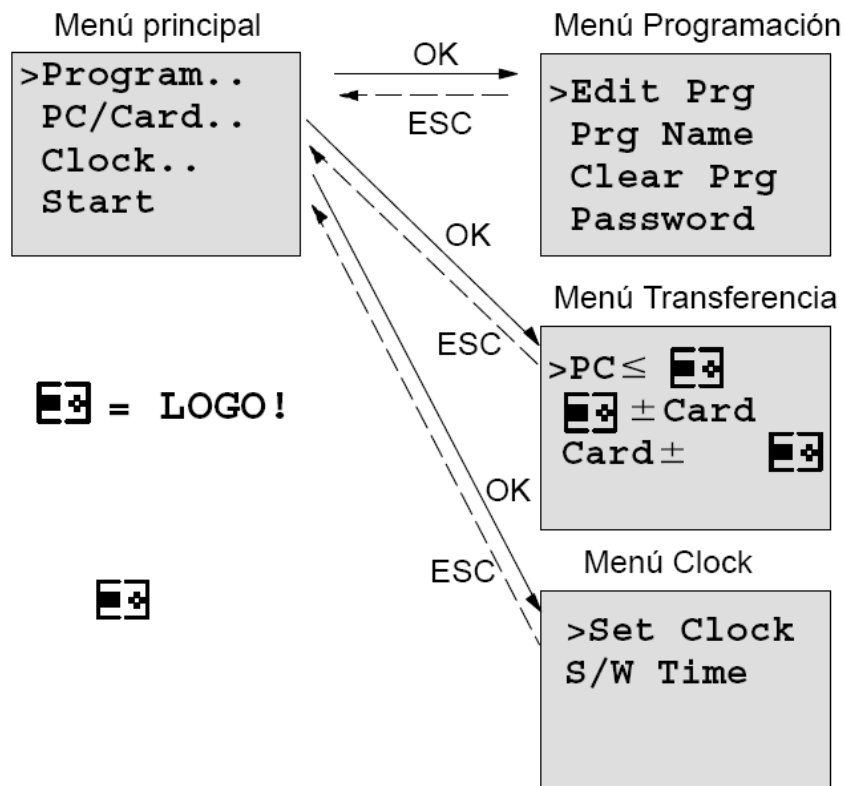 Menú principal
>Program..
PC/Card..
Clock..
Start
OK
ESC
Menú Programación
>Edit Prg
Prg Name
Clear Prg
Password
OK
ESC
Menú Transferencia
>PC≤
±Card
Card±
= LOGO!
OK
ESC
Menú Clock
>Set Clock
S/W Time